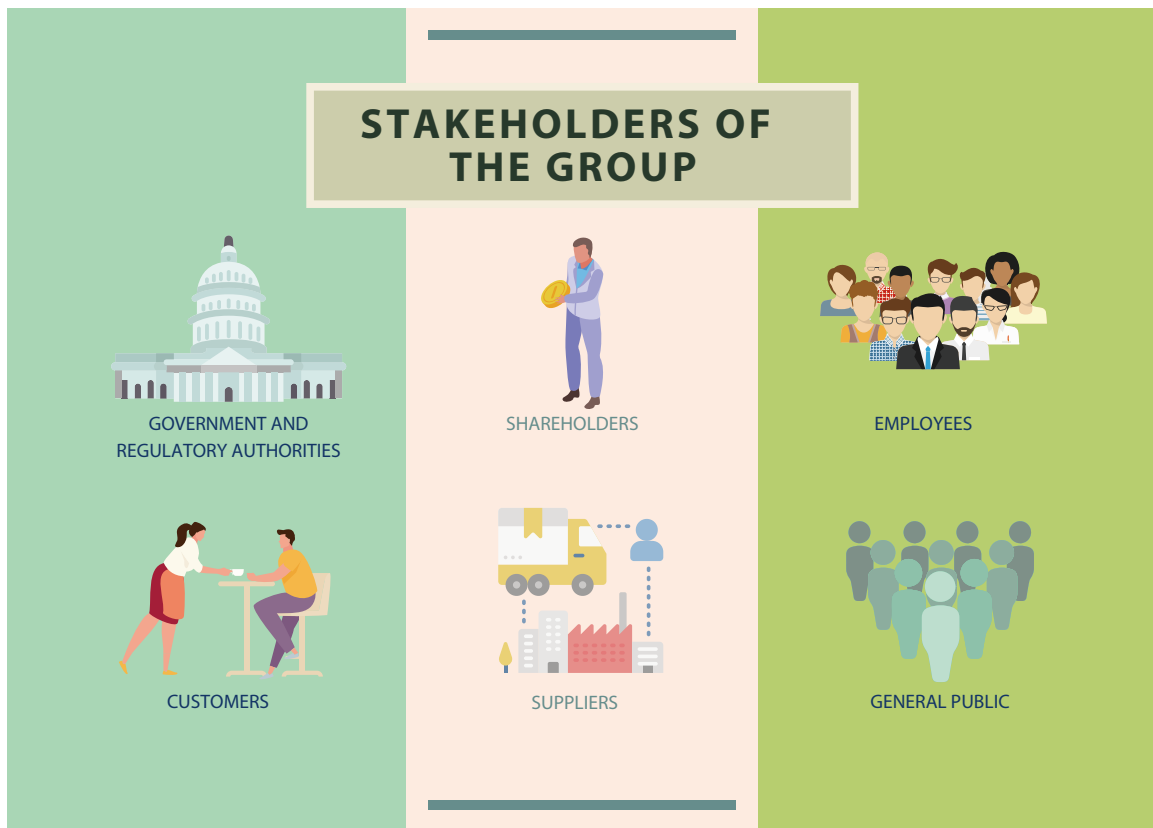 STAKEHOLDERS OF
THE GROUP
GOVERNMENT AND
REGULATORY AUTHORITIES
SHAREHOLDERS
EMPLOYEES
CUSTOMERS
SUPPLIERS
GENERAL PUBLIC